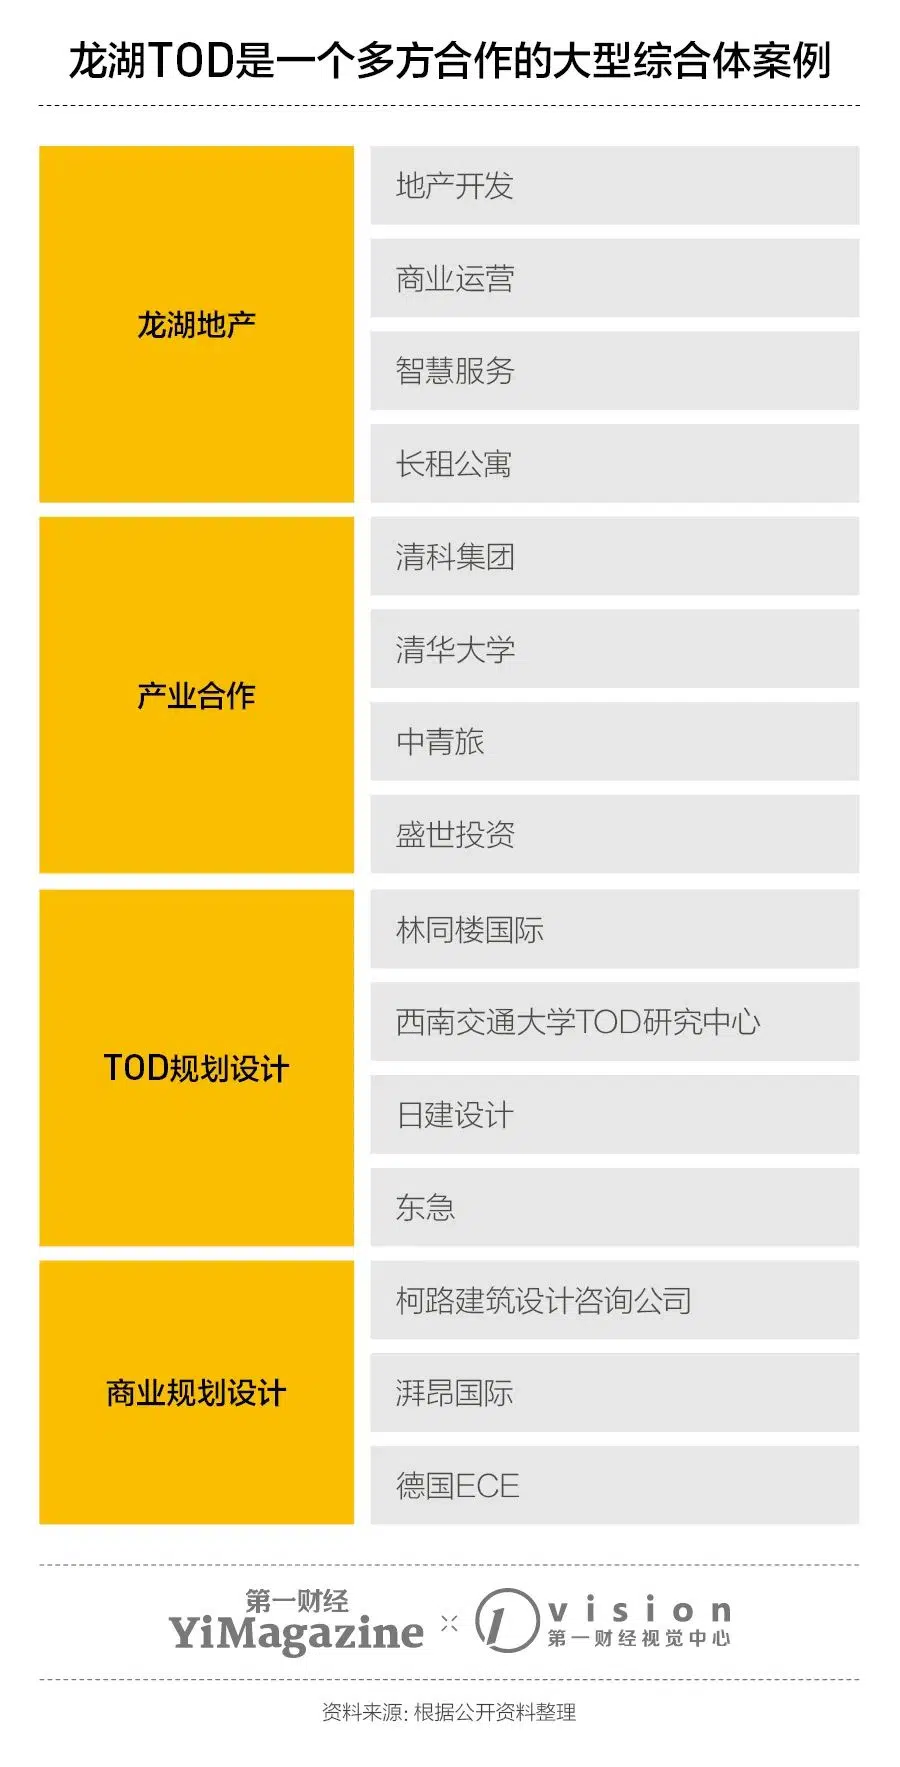 龙湖TOD是一个多方合作的大型综合体案例
龙湖地产
地产开发
商业运营
智慧服务
长租公寓
产业合作
清科集团
清华大学
中青旅
盛世投资
TOD规划设计
林同棪国际
西南交通大学TOD研究中心
日建设计
东急
商业规划设计
柯路建筑设计咨询公司
湃昂国际
德国ECE
第一财经
YiMagazine
vision
第一财经视觉中心
资料来源: 根据公开资料整理